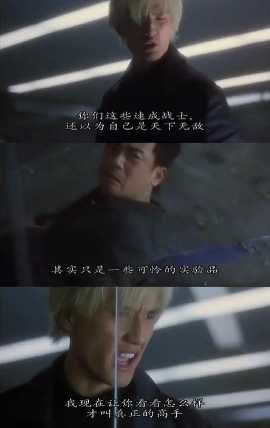 你们这些速成战士，
还以为自己是天下无敌
其实只是一些可怜的实验品
我现在让你看看怎么样
才叫真正的高手